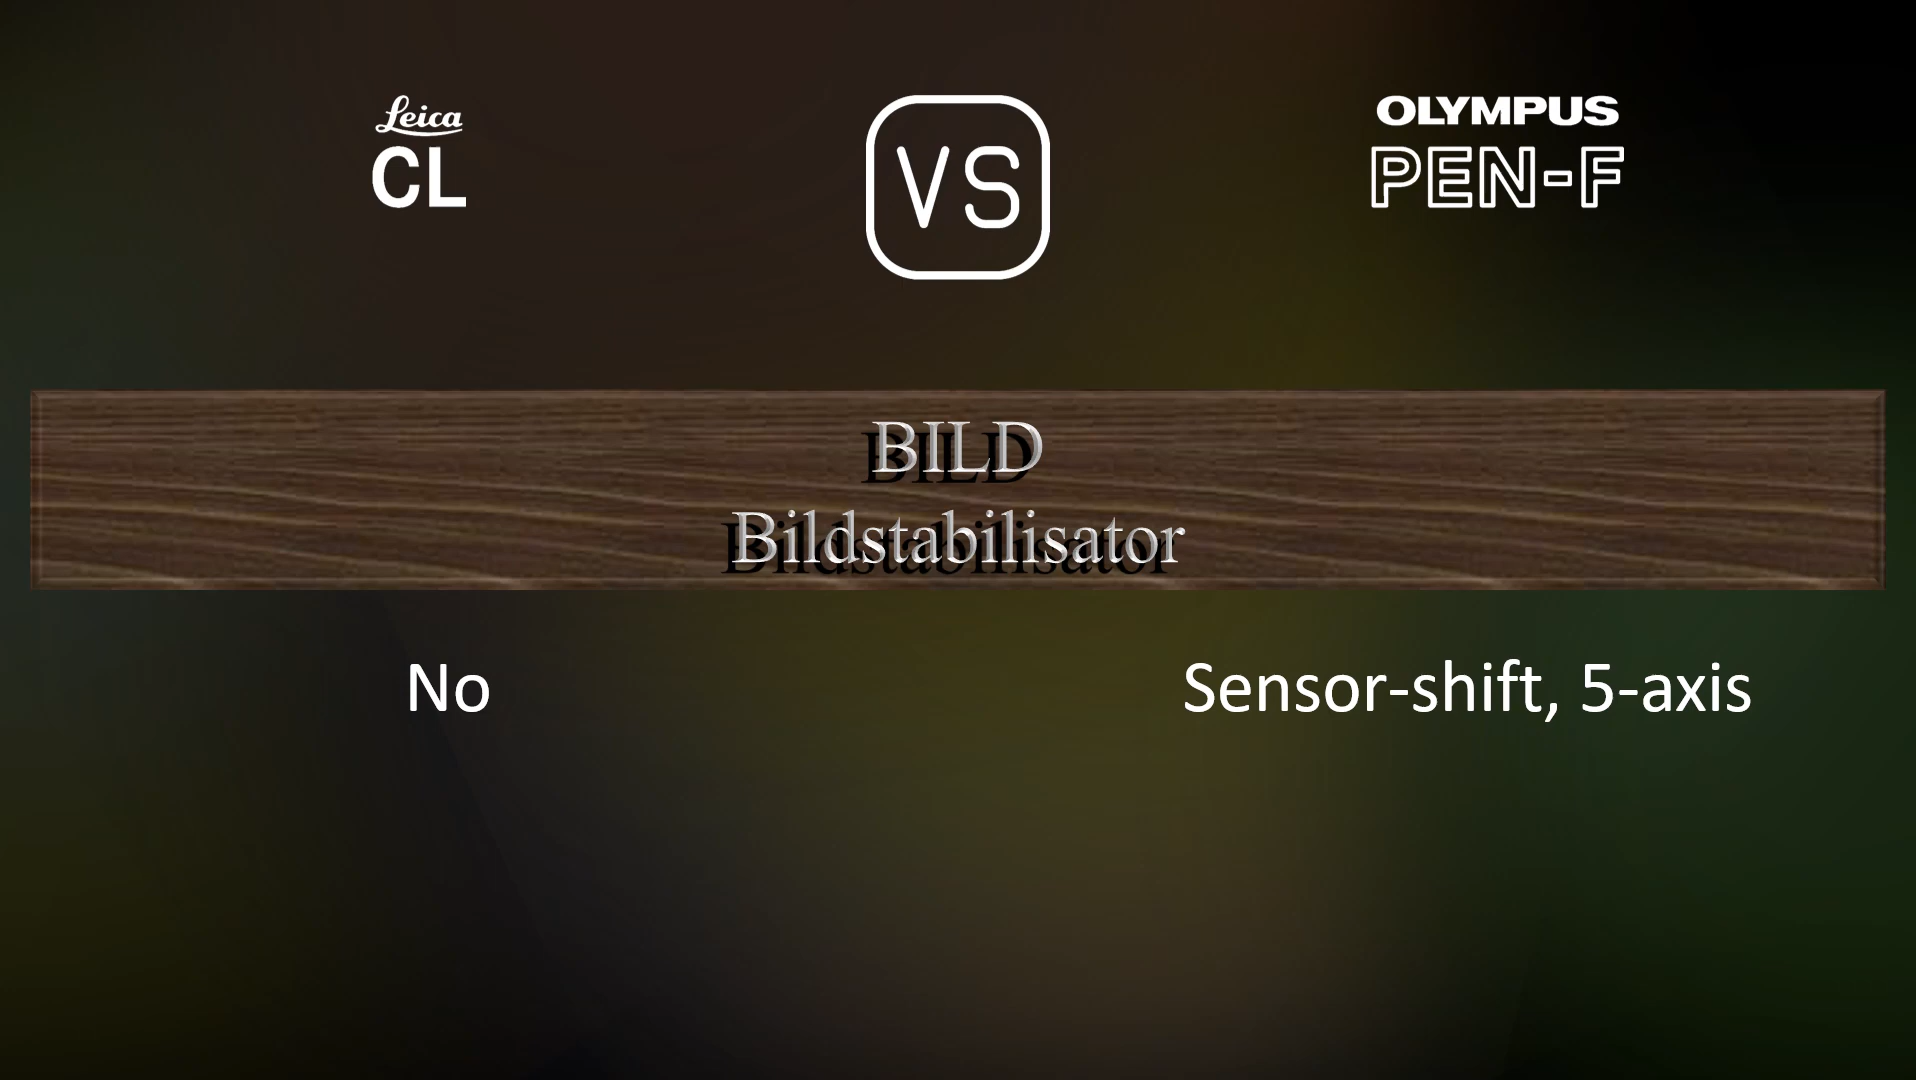 Leica
CL
VS
OLYMPUS
PEN-F
BILD
Bildstabilisator
No
Sensor-shift, 5-axis